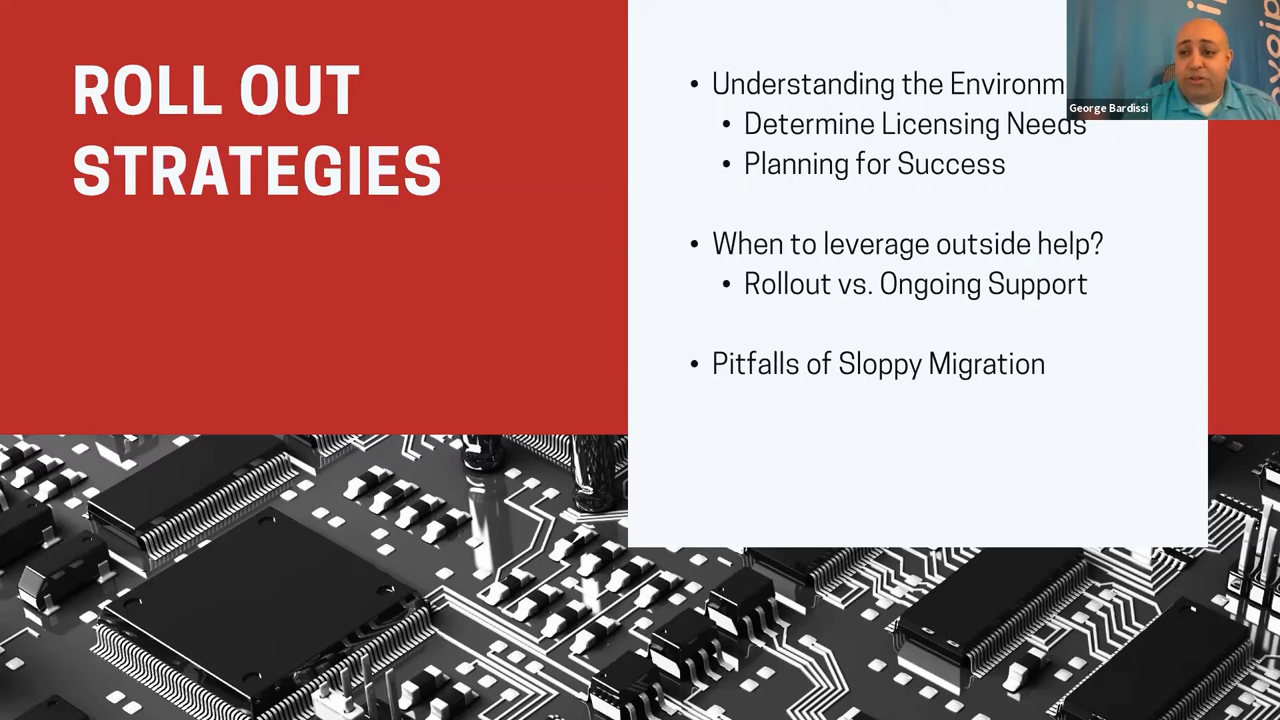 ROLL OUT
STRATEGIES
• Understanding the Environm
• Determine Licensing Needs
• Planning for Success
• When to leverage outside help?
• Rollout vs. Ongoing Support
• Pitfalls of Sloppy Migration
George Bardissi